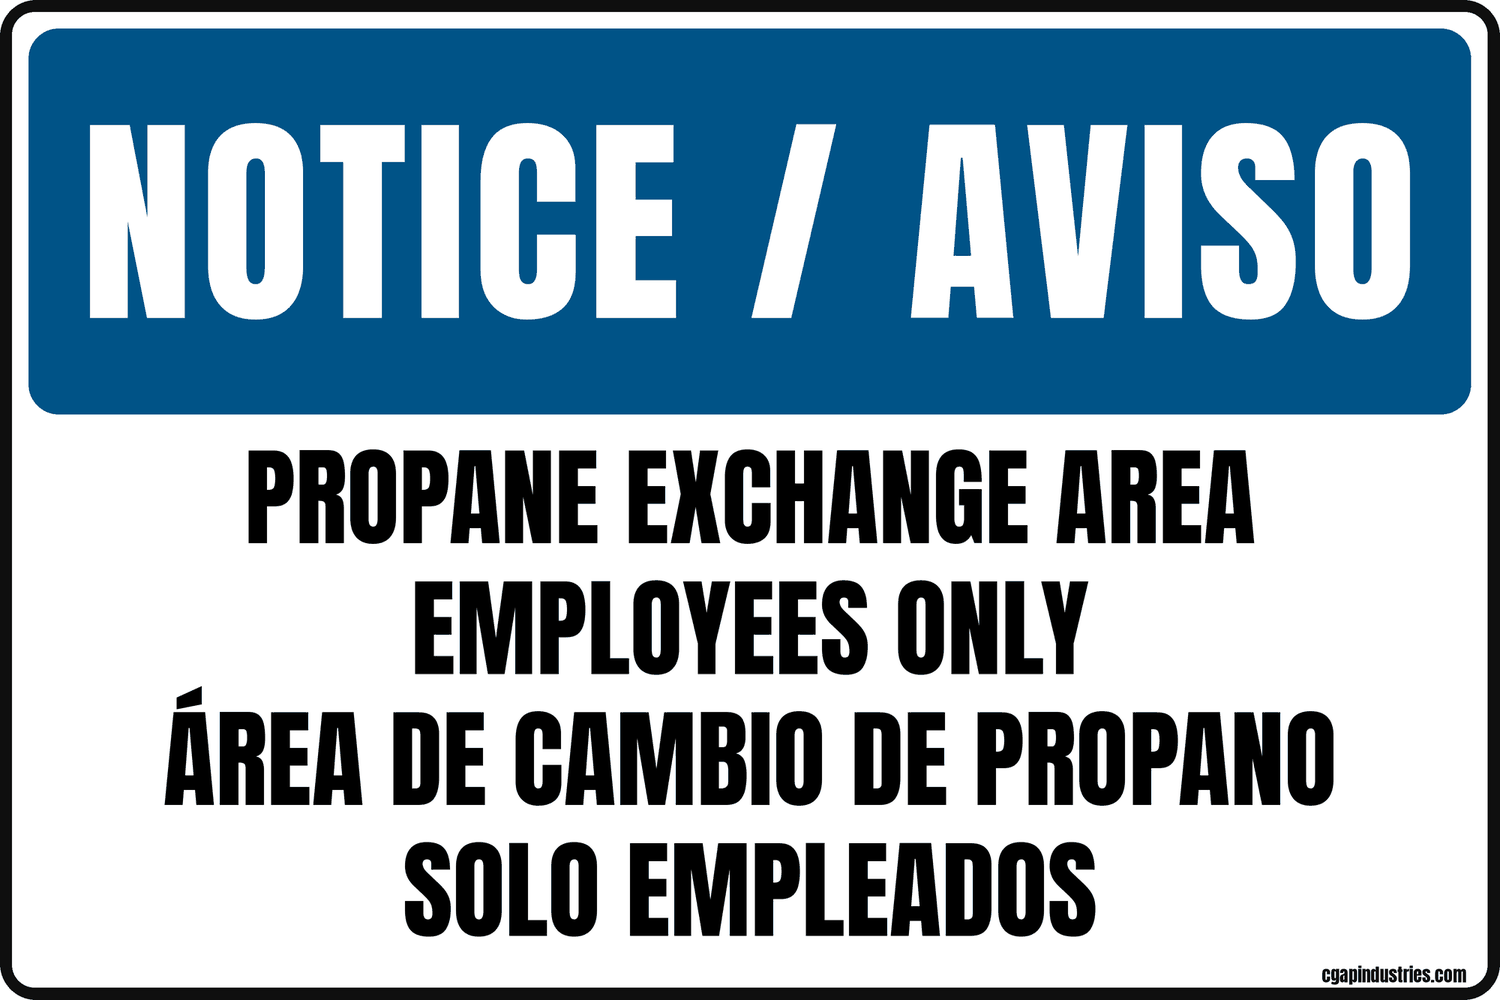 NOTICE / AVISO
PROPANE EXCHANGE AREA
EMPLOYEES ONLY
ÁREA DE CAMBIO DE PROPANO
SOLO EMPLEADOS
cgapindustries.com